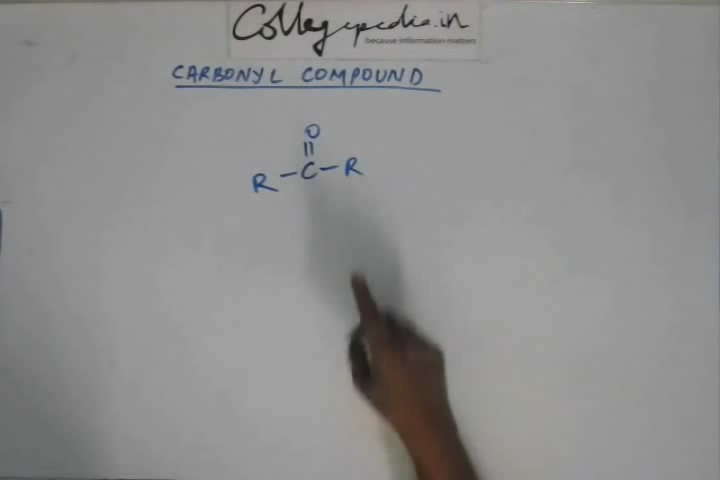 Collegepedia.in
because information matters
CARBONYL COMPOUND
O
||
R - C - R